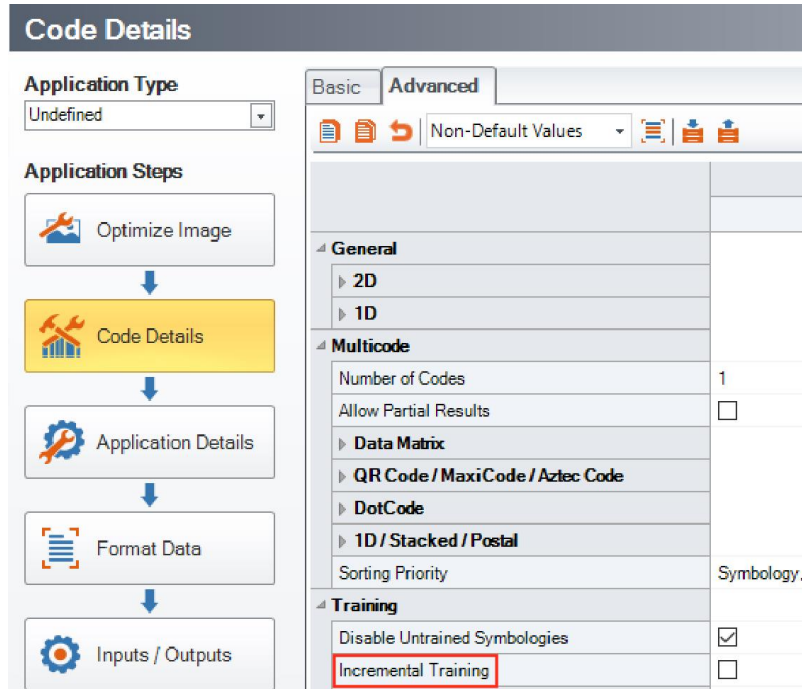 Code Details
Application Type
Undefined
Application Steps
Optimize Image
Code Details
Application Details
Format Data
Inputs / Outputs
Basic
Advanced
Non-Default Values
General
2D
1D
Multicode
Number of Codes 1
Allow Partial Results
Data Matrix
QR Code / MaxiCode / Aztec Code
DotCode
1D / Stacked / Postal
Sorting Priority Symbology,
Training
Disable Untrained Symbologies
Incremental Training